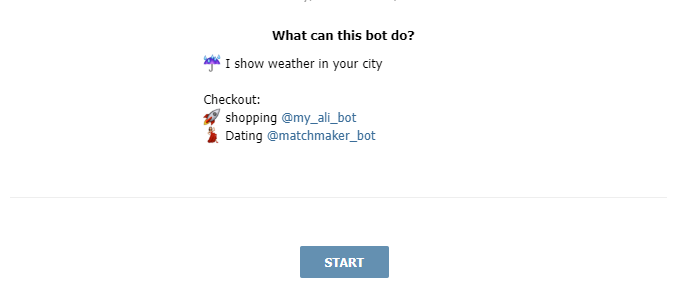 What can this bot do?
☔ I show weather in your city
Checkout:
🚀 shopping @my_ali_bot
💃 Dating @matchmaker_bot
START